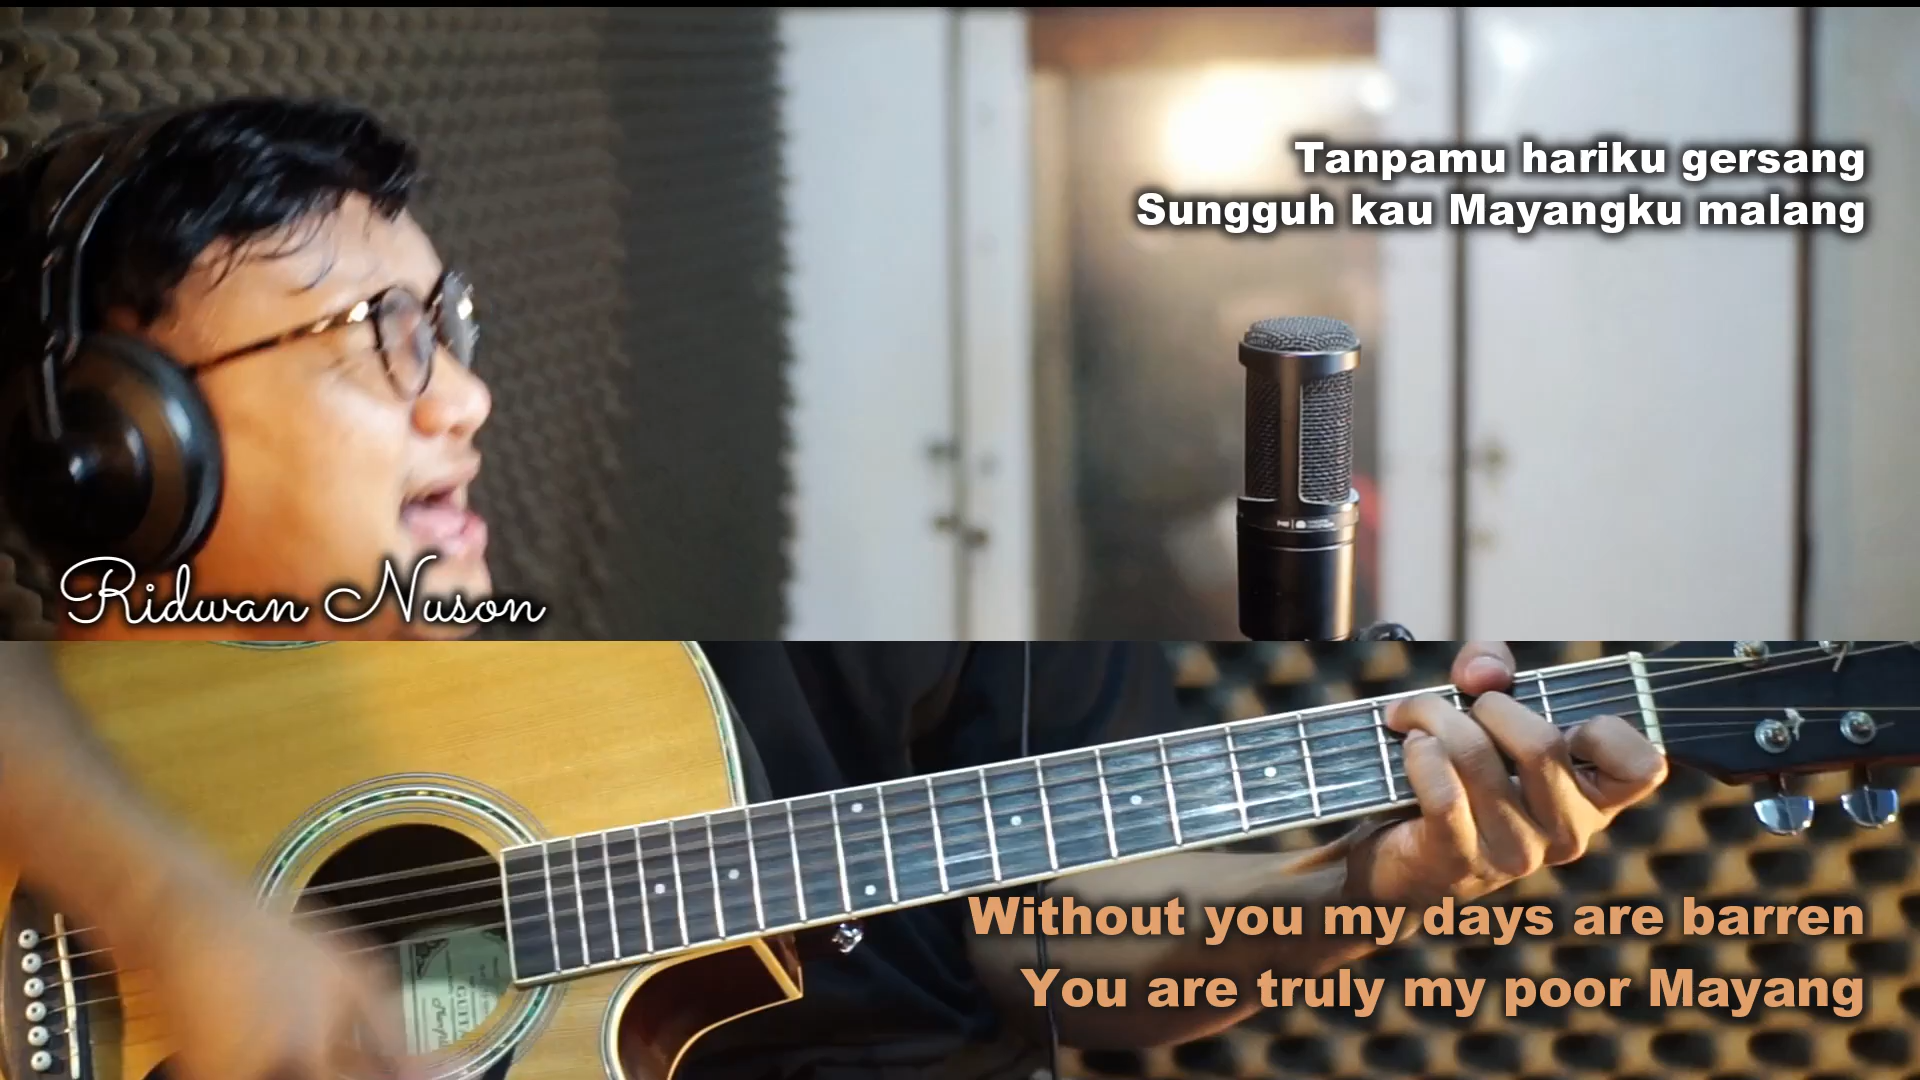 Tanpamu hariku gersang
Sungguh kau Mayangku malang
Ridwan Nuson
Without you my days are barren
You are truly my poor Mayang